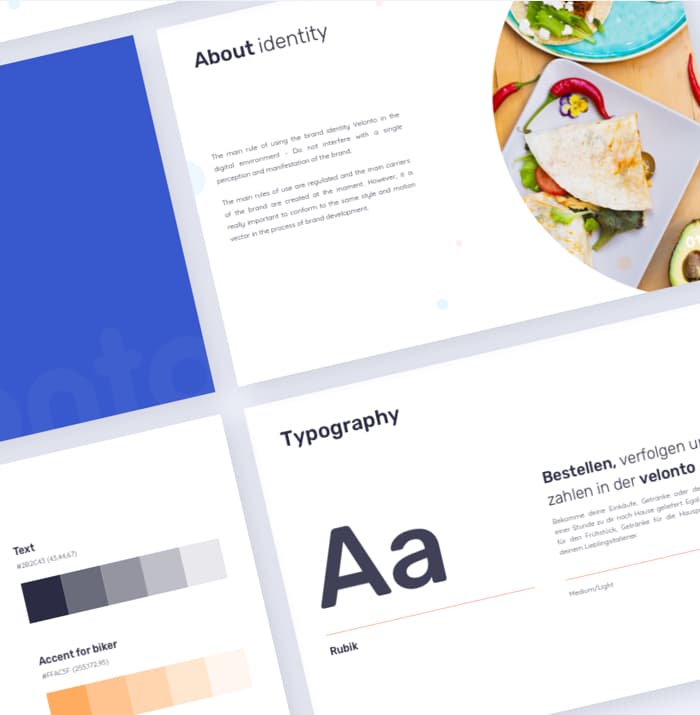 About identity
The main rule of using the brand identity Velonto in the
digital environment - Do not interfere with a single
perception and manifestation of the brand.
The main rules of use are regulated and the main carriers
of the brand are created at the moment. However, it is
really important to conform to the same style and motion
vector in the process of brand development.
01
onto
Typography
Aa
Rubik
Bestellen, verfolgen u
zahlen in der velonto
Bekomme deine Einkäufe, Getränke oder de
einer Stunde zu dir nach Hause geliefert. Egal
für den Frühstück, Getränke für die Hausp
deinem Lieblingsitaliener.
Medium/Light
Text
#2B2C43 (43,44,67)
Accent for biker
#FFAC5F (255,172,95)